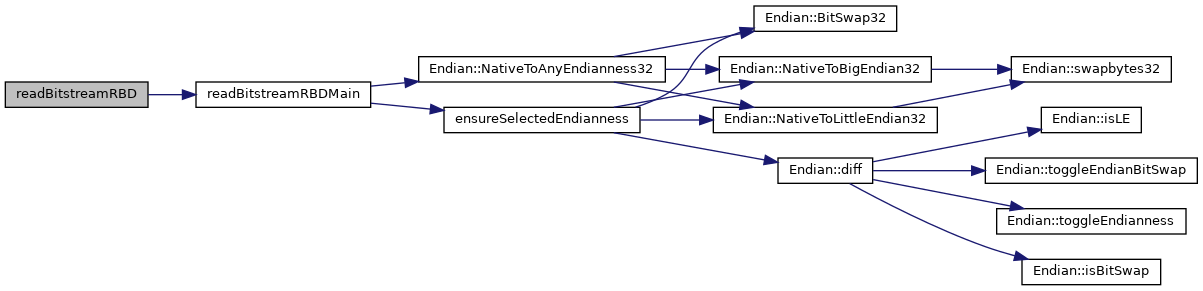 readBitstreamRBD
readBitstreamRBDMain
Endian::NativeToAnyEndianness32
ensureSelectedEndianness
Endian::BitSwap32
Endian::NativeToBigEndian32
Endian::NativeToLittleEndian32
Endian::diff
Endian::swapbytes32
Endian::isLE
Endian::toggleEndianBitSwap
Endian::toggleEndianness
Endian::isBitSwap